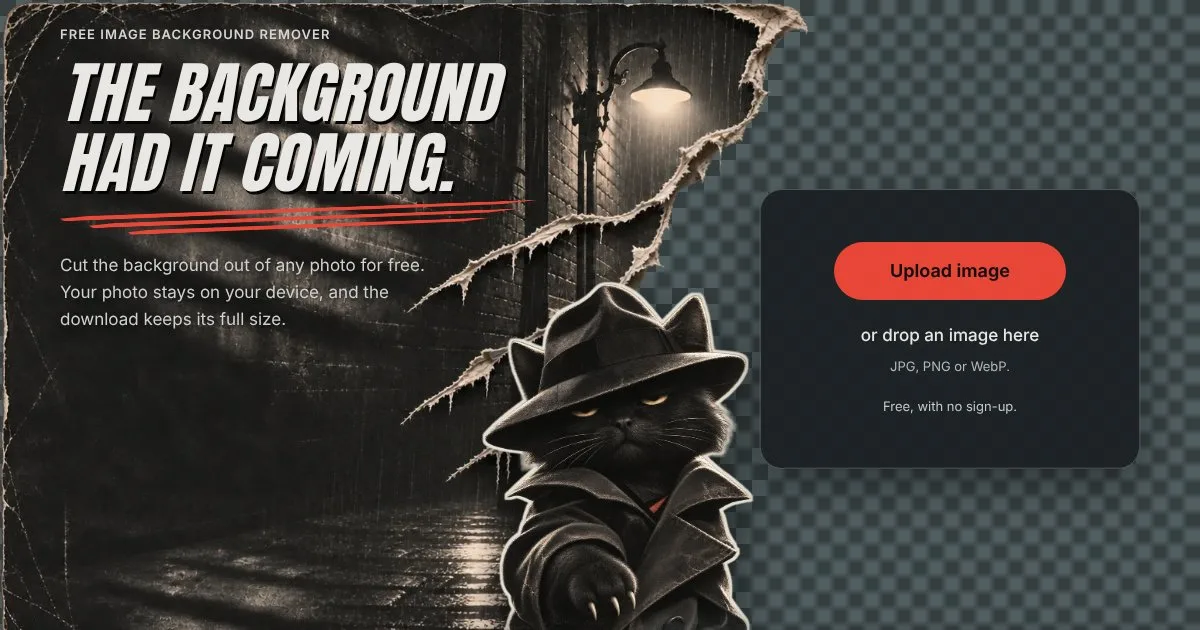 FREE IMAGE BACKGROUND REMOVER
THE BACKGROUND
HAD IT COMING.
Cut the background out of any photo for free.
Your photo stays on your device, and the
download keeps its full size.
Upload image
or drop an image here
JPG, PNG or WebP.
Free, with no sign-up.